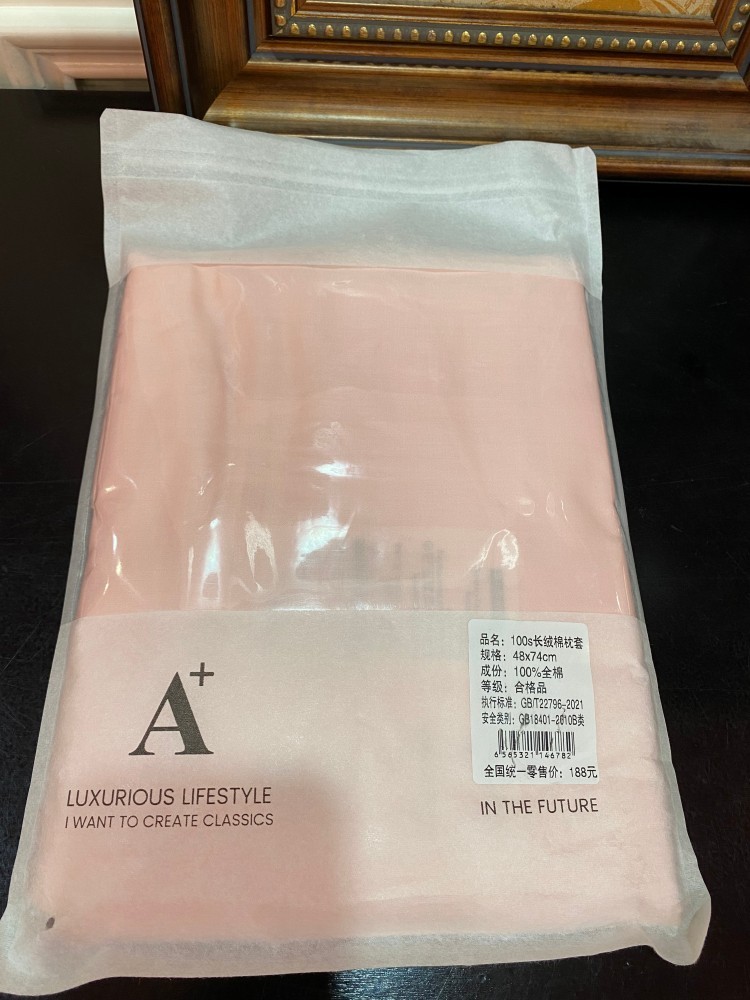 A+
LUXURIOUS LIFESTYLE
I WANT TO CREATE CLASSICS
品名：100s长绒棉枕套
规格：48x74cm
成份：100%全棉
等级：合格品
执行标准：GB/T22796-2021
安全类别：GB18401-2010B类
6 565321 146782
全国统一零售价：188元
IN THE FUTURE